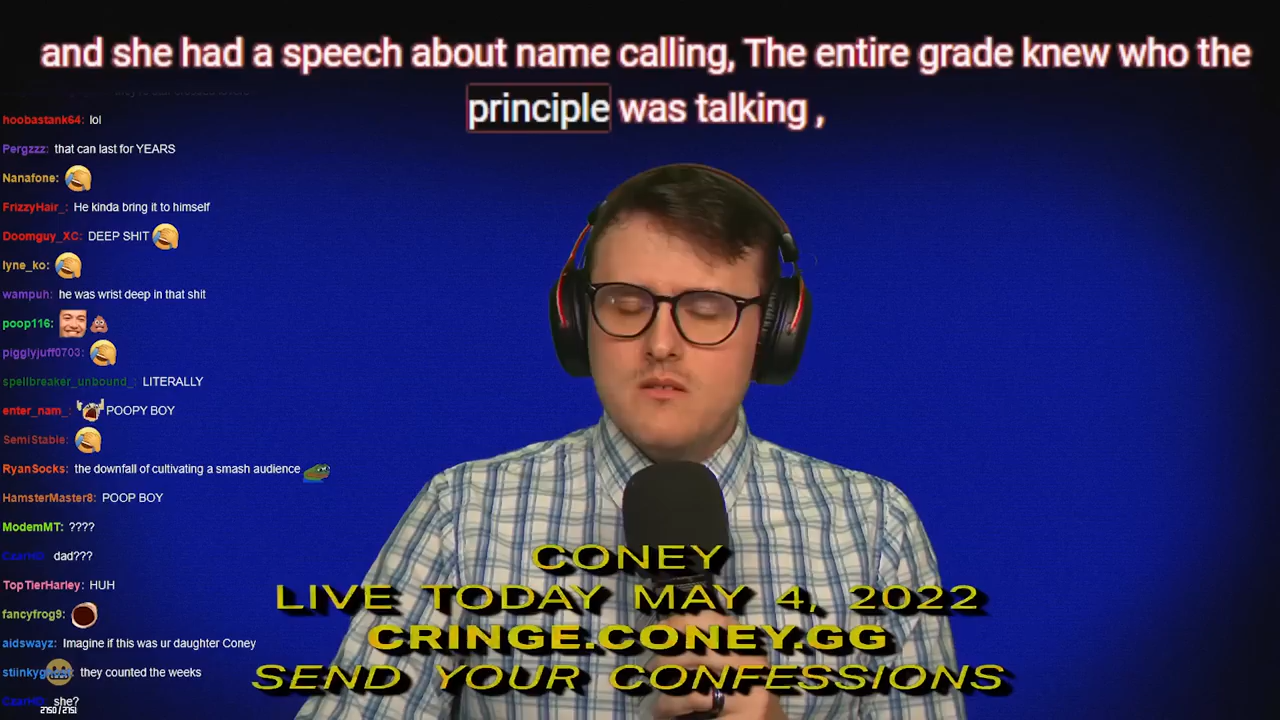 and she had a speech about name calling, The entire grade knew who the
principle was talking ,
hoobastank64: lol
Pergzzz: that can last for YEARS
Nanafone:
FrizzyHair_: He kinda bring it to himself
Doomguy_XC: DEEP SHIT
lyne_ko:
wampuh: he was wrist deep in that shit
poop116:
pigglyjuff0703:
spellbreaker_unbound_: LITERALLY
enter_nam_: POOPY BOY
SemiStable:
RyanSocks: the downfall of cultivating a smash audience
HamsterMaster8: POOP BOY
ModemMT: ????
CzarHD: dad???
TopTierHarley: HUH
fancyfrog9:
aidswayz: Imagine if this was ur daughter Coney
they counted the weeks
CzarHD: she?
2750 / 2751
CONEY
LIVE TODAY MAY 4, 2022
CRINGE.CONEY.GG
SEND YOUR CONFESSIONS